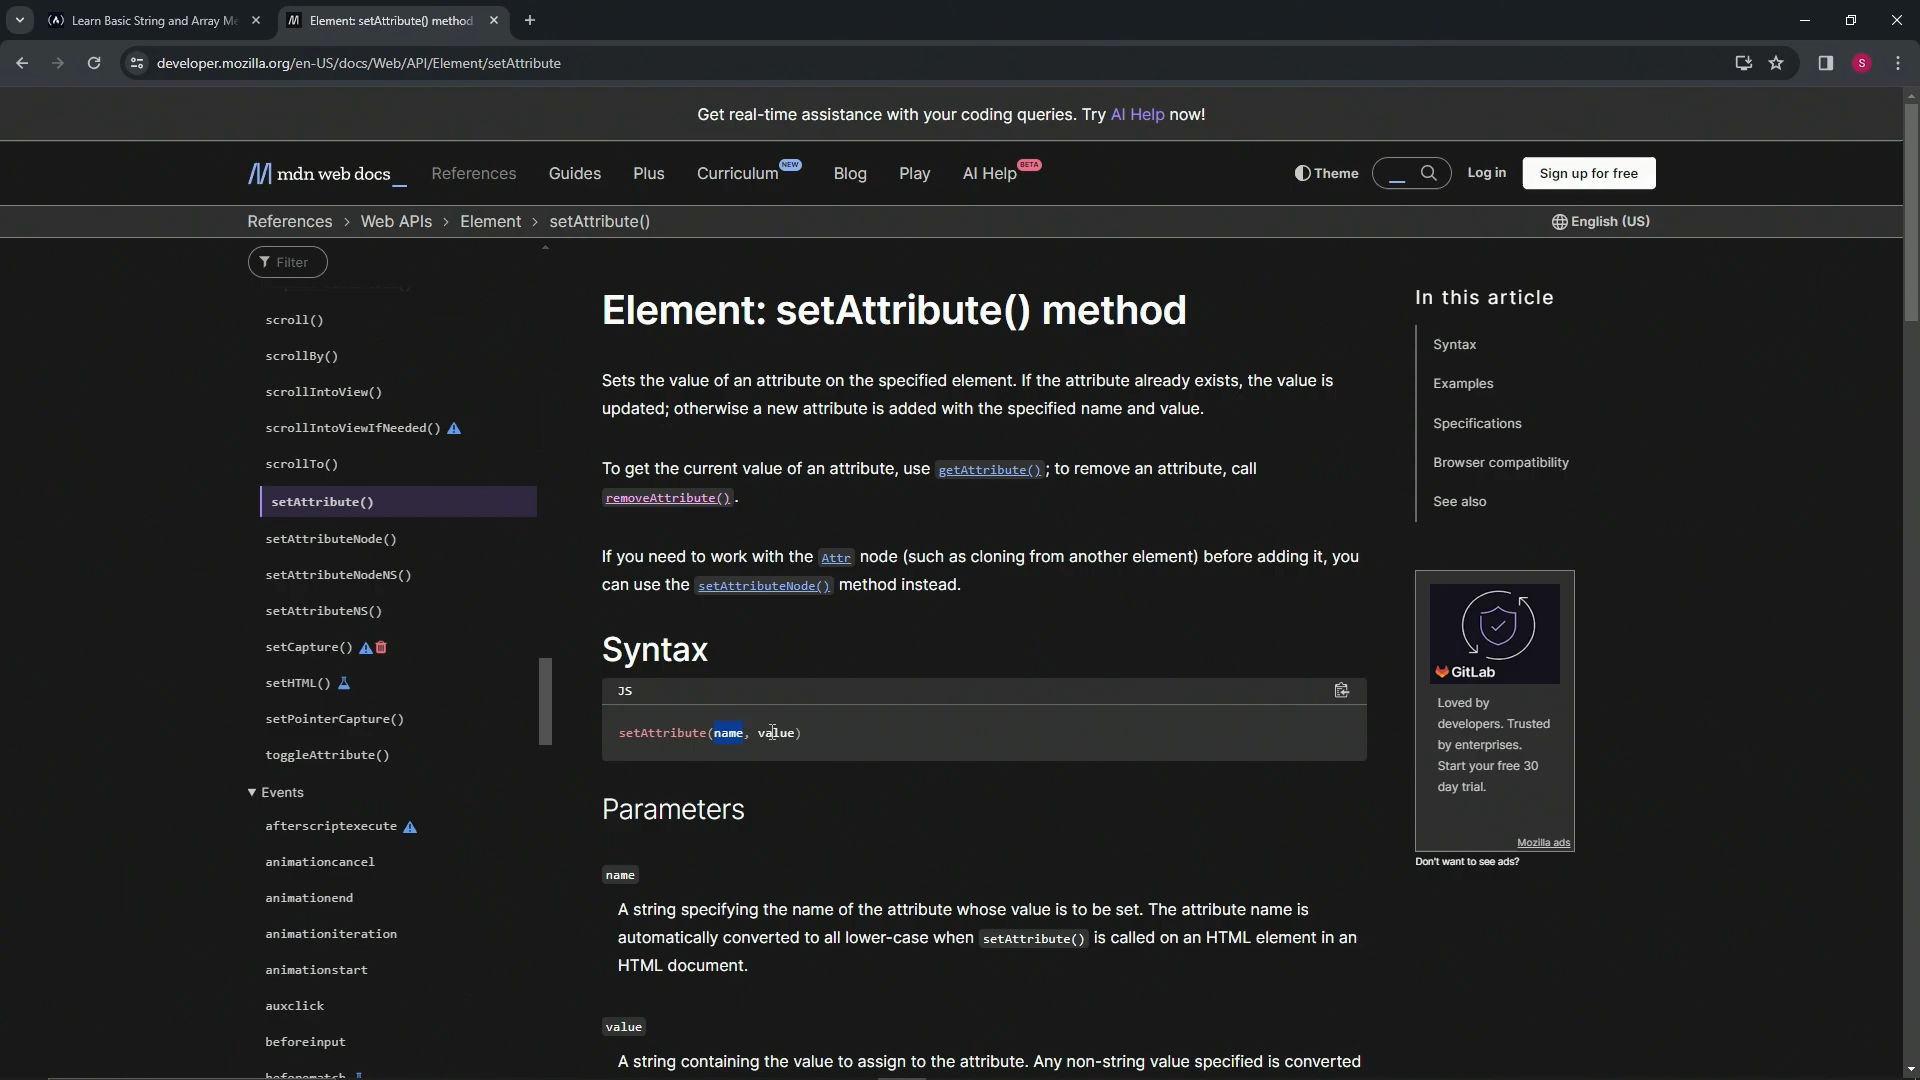 Learn Basic String and Array Me
Element: setAttribute() method
developer.mozilla.org/en-US/docs/Web/API/Element/setAttribute
S
Get real-time assistance with your coding queries. Try AI Help now!
mdn web docs_
References
Guides
Plus
Curriculum NEW
Blog
Play
AI Help BETA
Theme
Log in
Sign up for free
References > Web APIs > Element > setAttribute()
English (US)
Filter
scroll()
scrollBy()
scrollIntoView()
scrollIntoViewIfNeeded()
scrollTo()
setAttribute()
setAttributeNode()
setAttributeNodeNS()
setAttributeNS()
setCapture()
setHTML()
setPointerCapture()
toggleAttribute()
Events
afterscriptexecute
animationcancel
animationend
animationiteration
animationstart
auxclick
beforeinput
Element: setAttribute() method
Sets the value of an attribute on the specified element. If the attribute already exists, the value is
updated; otherwise a new attribute is added with the specified name and value.
To get the current value of an attribute, use getAttribute(); to remove an attribute, call
removeAttribute().
If you need to work with the Attr node (such as cloning from another element) before adding it, you
can use the setAttributeNode() method instead.
Syntax
JS
setAttribute(name, value)
Parameters
name
A string specifying the name of the attribute whose value is to be set. The attribute name is
automatically converted to all lower-case when setAttribute() is called on an HTML element in an
HTML document.
value
A string containing the value to assign to the attribute. Any non-string value specified is converted
In this article
Syntax
Examples
Specifications
Browser compatibility
See also
GitLab
Loved by
developers. Trusted
by enterprises.
Start your free 30
day trial.
Mozilla ads
Don't want to see ads?